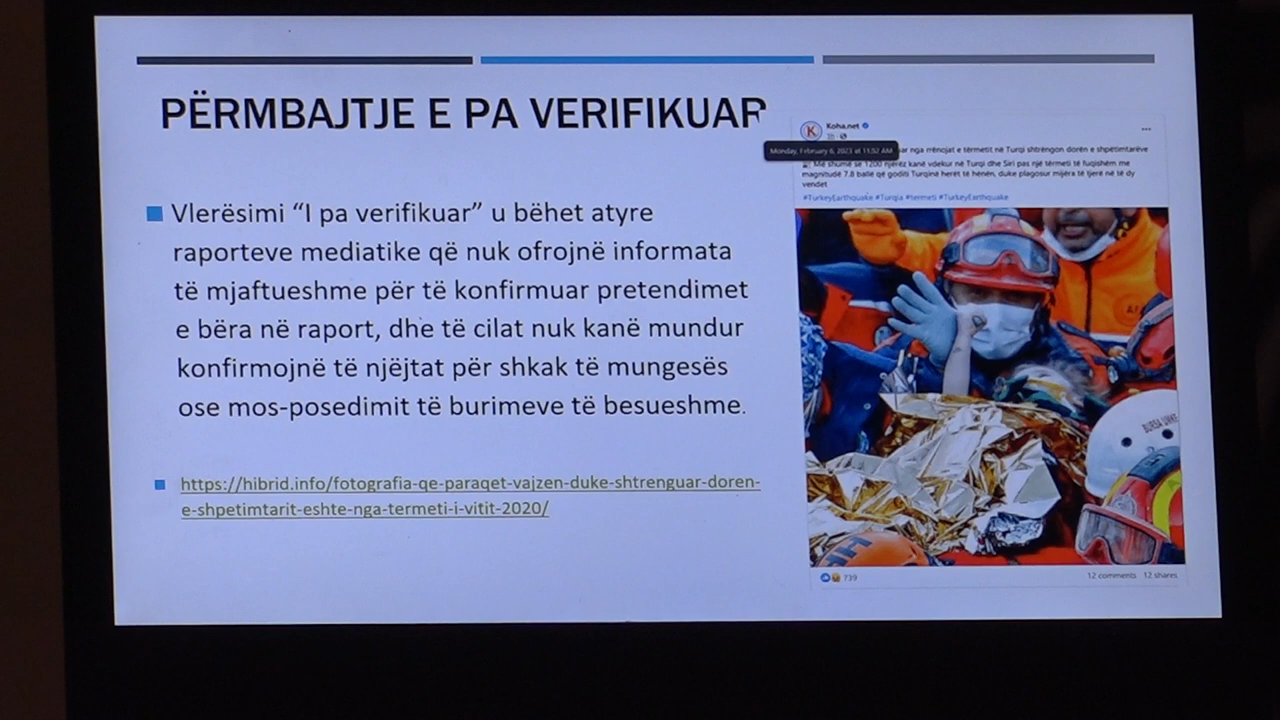 PËRMBAJTJE E PA VERIFIKUAR
Vlerësimi “I pa verifikuar” u bëhet atyre
raporteve mediatike që nuk ofrojnë informata
të mjaftueshme për të konfirmuar pretendimet
e bëra në raport, dhe të cilat nuk kanë mundur
konfirmojnë të njëjtat për shkak të mungesës
ose mos-posedimit të burimeve të besueshme.
https://hibrid.info/fotografia-qe-paraqet-vajzen-duke-shtrenguar-doren-
e-shpetimtarit-eshte-nga-termeti-i-vitit-2020/
Koha.net
Monday, February 6, 2023 at 11:52 AM
nga rrënojat e tërmetit në Turqi shtrëngon dorën e shpëtimtarëve
Më shumë se 1200 njerëz kanë vdekur në Turqi dhe Siri pas një tërmeti të fuqishëm me
magnitudë 7.8 ballë që goditi Turqinë herët të hënën, duke plagosur mijëra të tjerë në të dy
vendet
#TurkeyEarthquake #Turqia #termeti #TurkeyEarthquake
BURSA
739
12 comments 12 shares